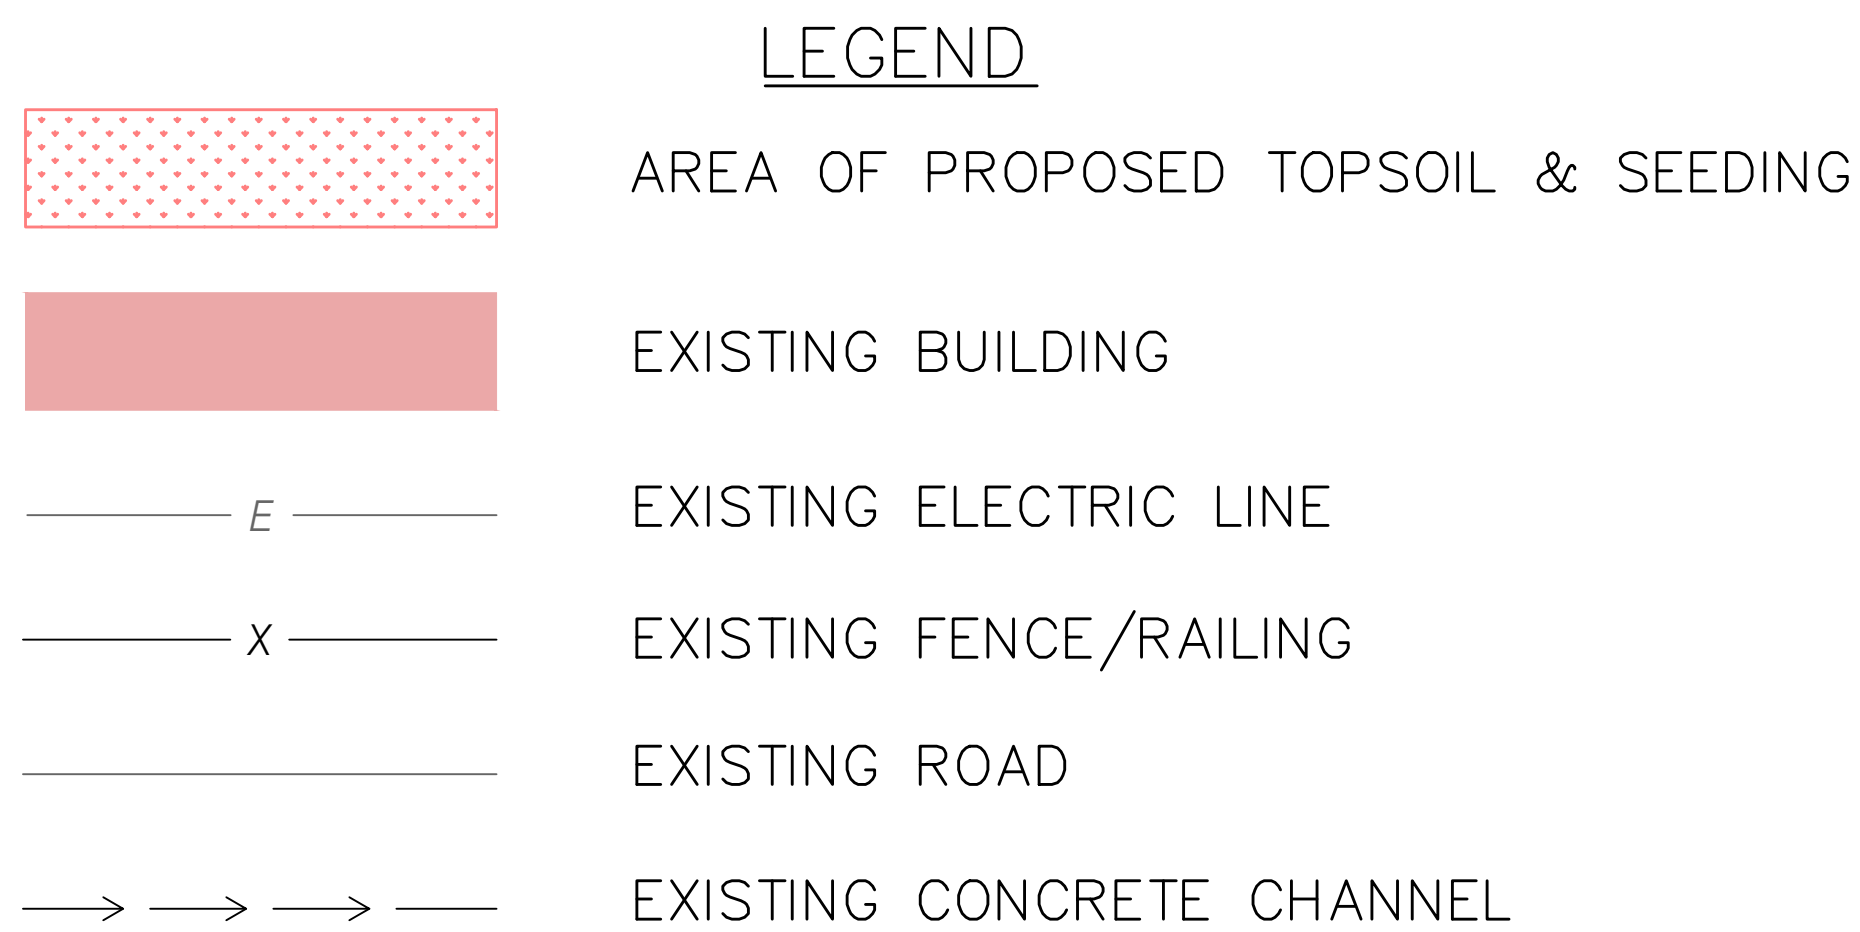 LEGEND
AREA OF PROPOSED TOPSOIL & SEEDING
EXISTING BUILDING
E EXISTING ELECTRIC LINE
X EXISTING FENCE/RAILING
EXISTING ROAD
EXISTING CONCRETE CHANNEL